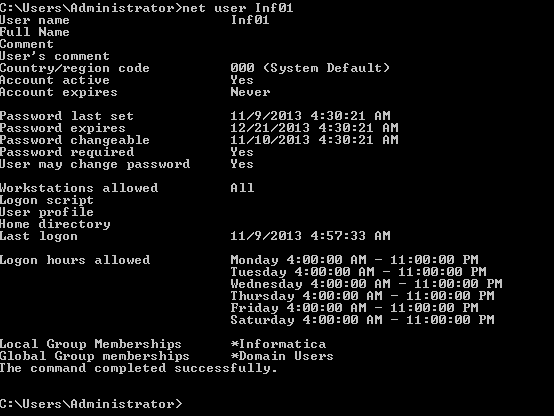 C:\Users\Administrator>net user Inf01
User name Inf01
Full Name
Comment
User's comment
Country/region code 000 (System Default)
Account active Yes
Account expires Never
Password last set 11/9/2013 4:30:21 AM
Password expires 12/21/2013 4:30:21 AM
Password changeable 11/10/2013 4:30:21 AM
Password required Yes
User may change password Yes
Workstations allowed All
Logon script
User profile
Home directory
Last logon 11/9/2013 4:57:33 AM
Logon hours allowed Monday 4:00:00 AM - 11:00:00 PM
Tuesday 4:00:00 AM - 11:00:00 PM
Wednesday 4:00:00 AM - 11:00:00 PM
Thursday 4:00:00 AM - 11:00:00 PM
Friday 4:00:00 AM - 11:00:00 PM
Saturday 4:00:00 AM - 11:00:00 PM
Local Group Memberships *Informatica
Global Group memberships *Domain Users
The command completed successfully.
C:\Users\Administrator>